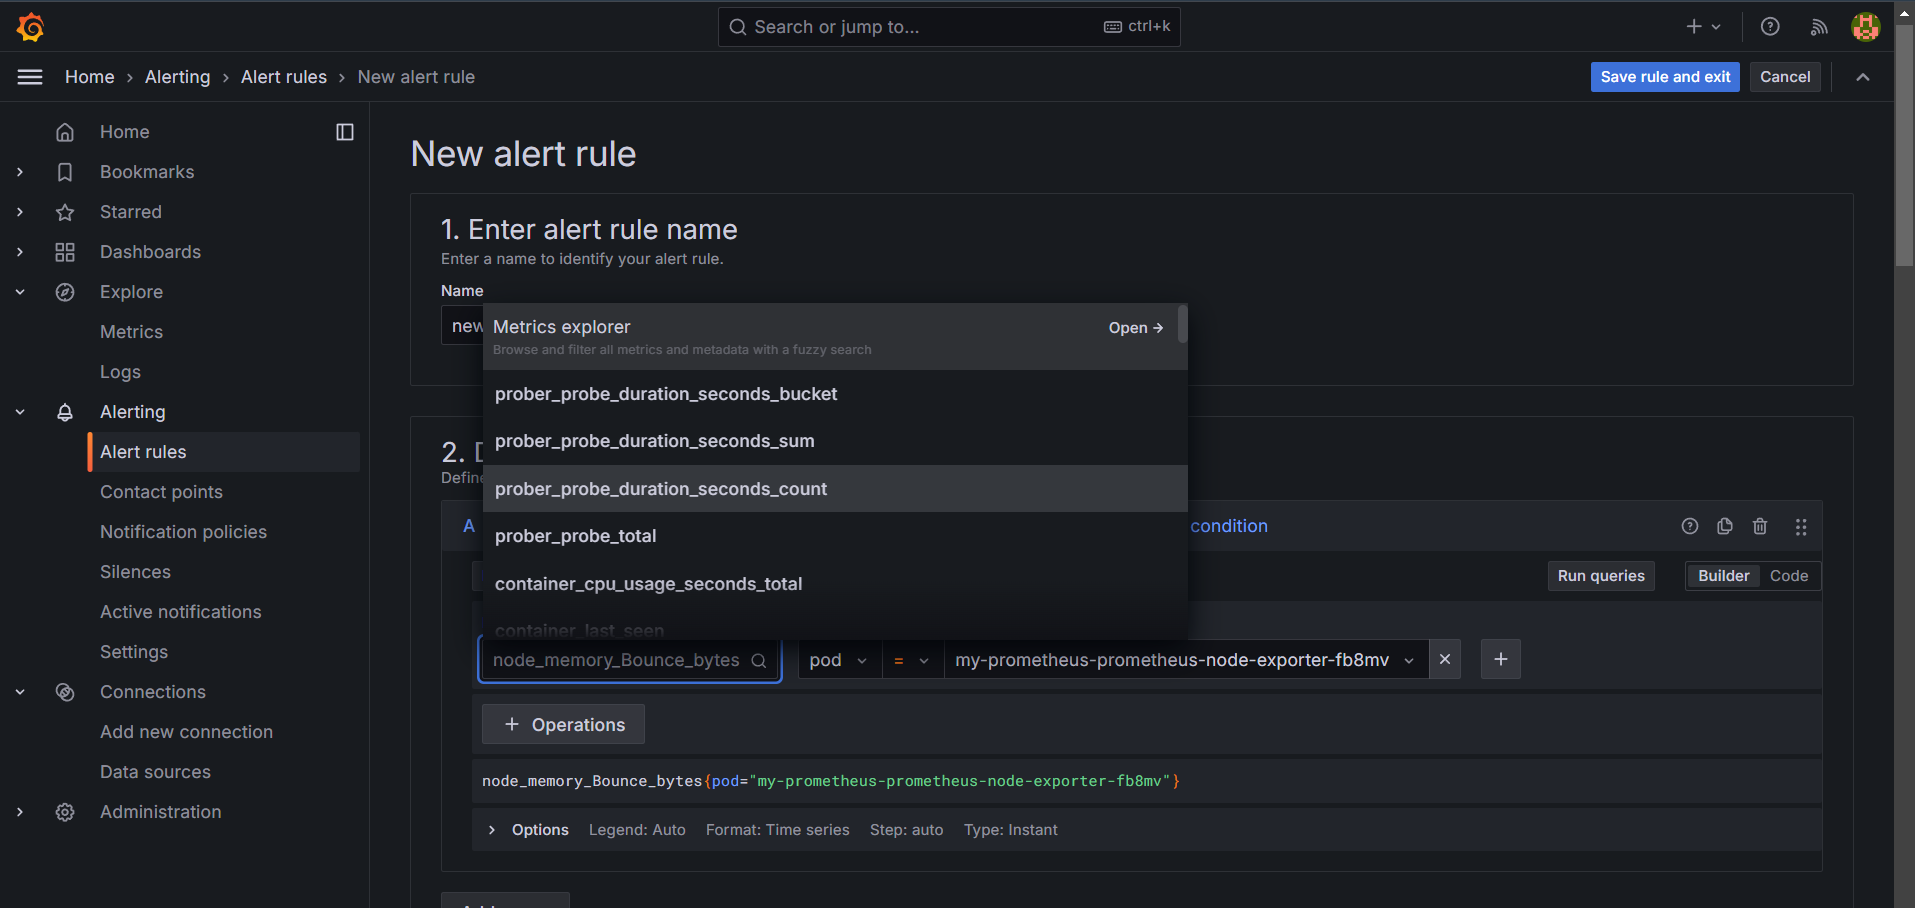 Search or jump to...
ctrl+k
Home › Alerting › Alert rules › New alert rule
Save rule and exit
Cancel
Home
Bookmarks
Starred
Dashboards
Explore
Metrics
Logs
Alerting
Alert rules
Contact points
Notification policies
Silences
Active notifications
Settings
Connections
Add new connection
Data sources
Administration
New alert rule
1. Enter alert rule name
Enter a name to identify your alert rule.
Name
new
Metrics explorer
Open →
Browse and filter all metrics and metadata with a fuzzy search
prober_probe_duration_seconds_bucket
prober_probe_duration_seconds_sum
prober_probe_duration_seconds_count
prober_probe_total
container_cpu_usage_seconds_total
container_last_seen
2.
Define
A
condition
Run queries
Builder
Code
node_memory_Bounce_bytes
pod
=
my-prometheus-prometheus-node-exporter-fb8mv
+ Operations
node_memory_Bounce_bytes{pod="my-prometheus-prometheus-node-exporter-fb8mv"}
Options Legend: Auto Format: Time series Step: auto Type: Instant